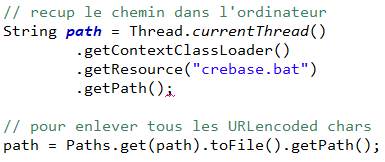 // recup le chemin dans l'ordinateur
String path = Thread.currentThread()
.getContextClassLoader()
.getResource("crebase.bat")
.getPath();
// pour enlever tous les URLencoded chars
path = Paths.get(path).toFile().getPath();